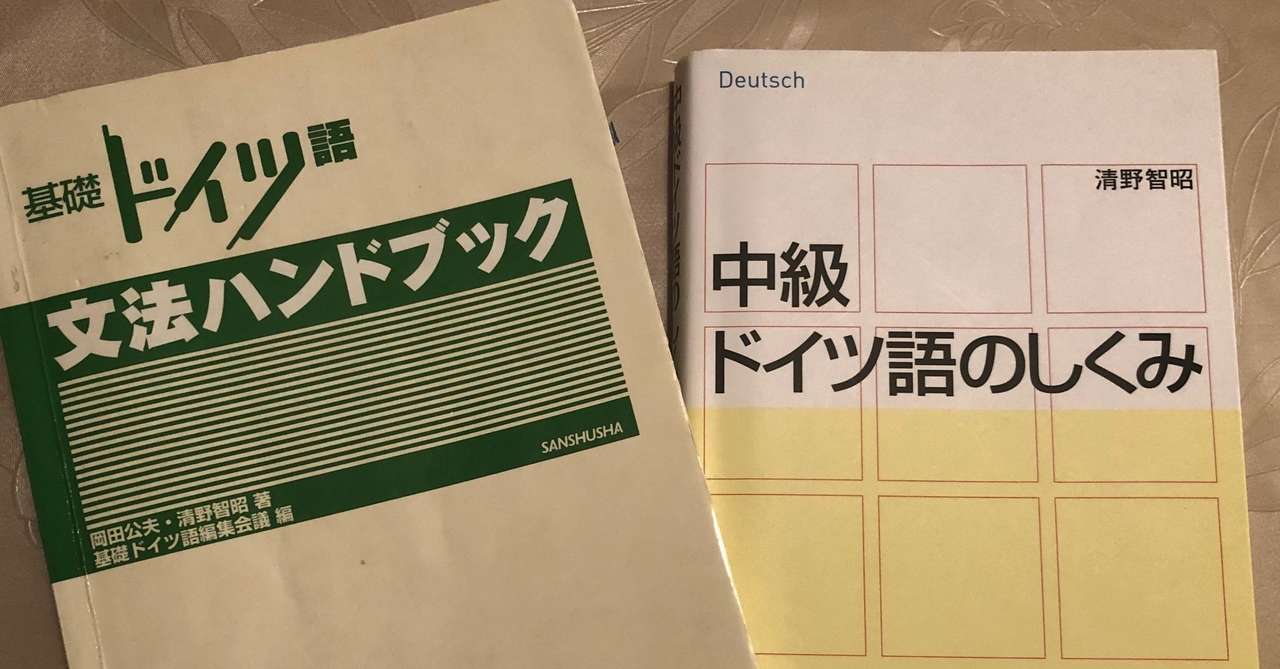 基礎 ドイツ語
文法ハンドブック
SANSHUSHA
岡田公夫・清野智昭 著
基礎ドイツ語編集会議 編
Deutsch
清野智昭
中級
ドイツ語のしくみ